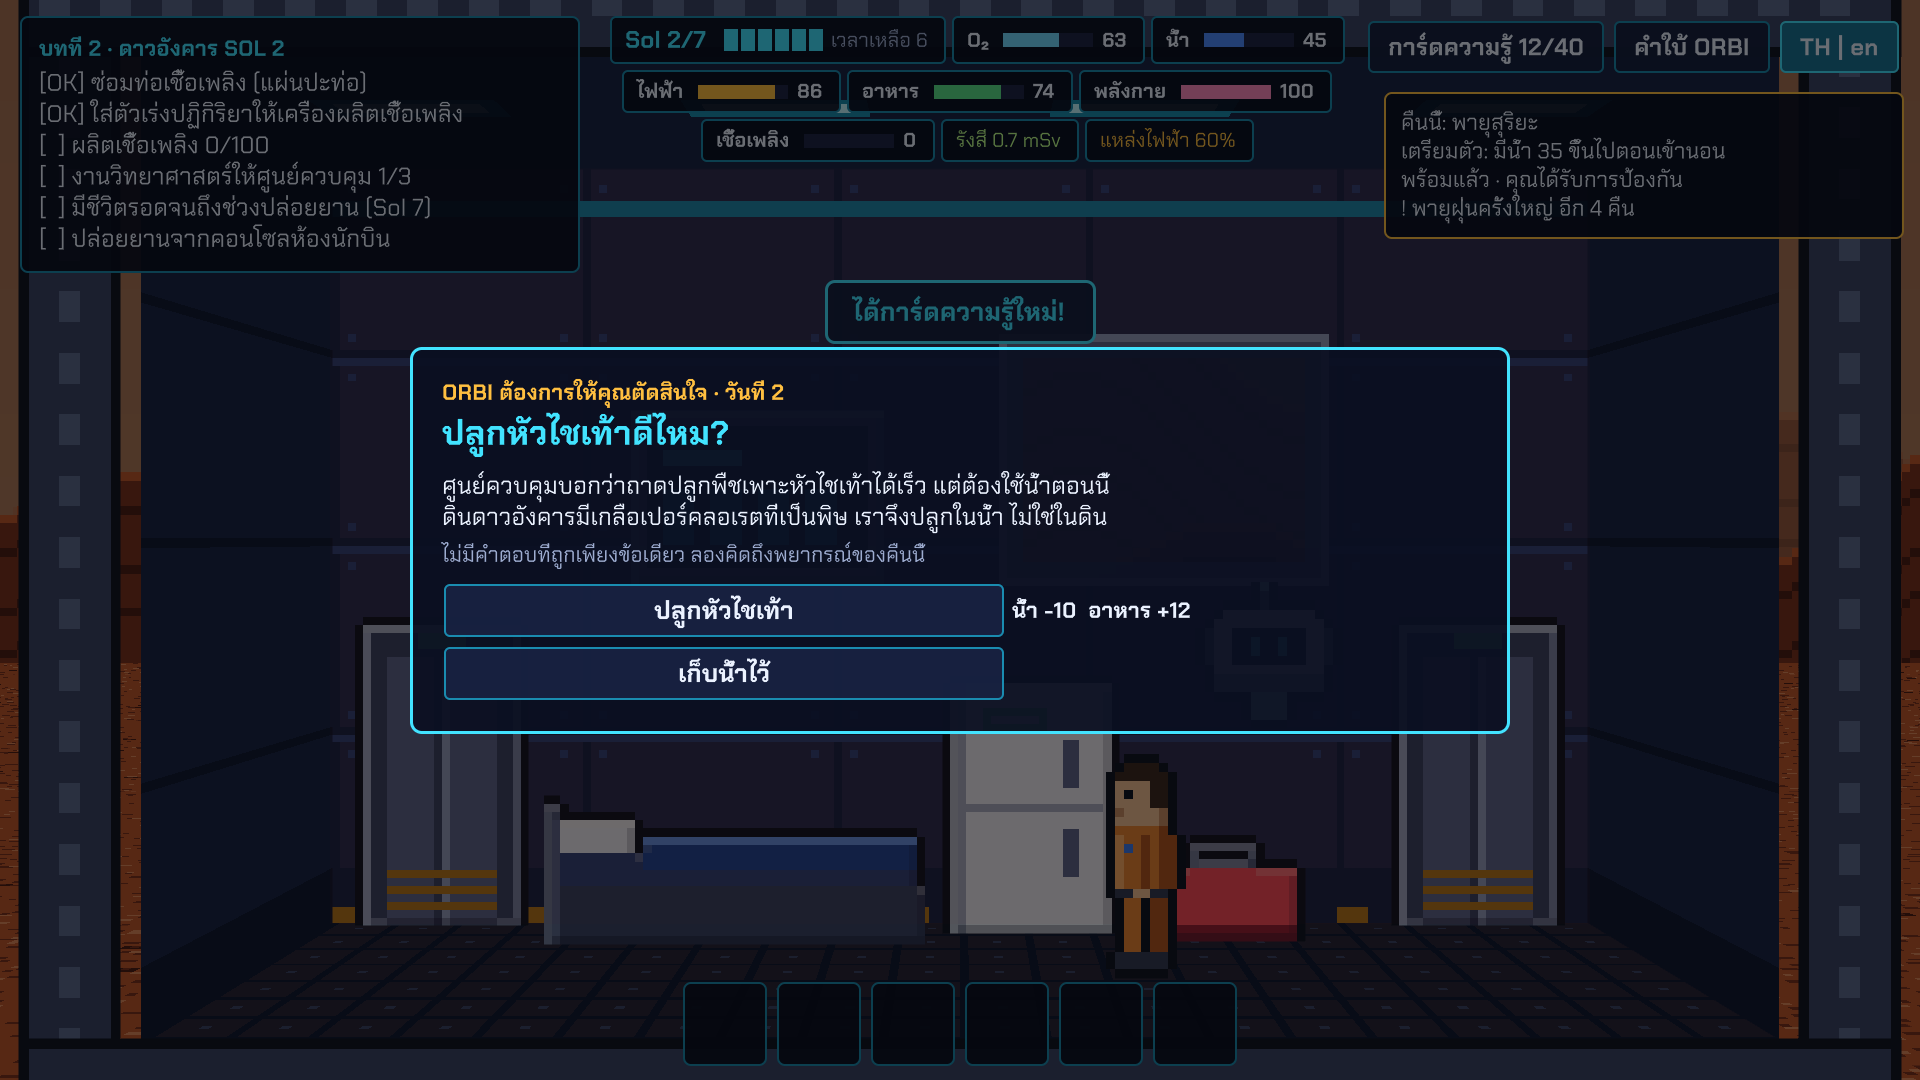 บทที่ 2 · ดาวอังคาร SOL 2
[OK] ซ่อมท่อเชื้อเพลิง (แผ่นปะท่อ)
[OK] ใส่ตัวเร่งปฏิกิริยาให้เครื่องผลิตเชื้อเพลิง
[ ] ผลิตเชื้อเพลิง 0/100
[ ] งานวิทยาศาสตร์ให้ศูนย์ควบคุม 1/3
[ ] มีชีวิตรอดจนถึงช่วงปล่อยยาน (Sol 7)
[ ] ปล่อยยานจากคอนโซลห้องนักบิน
Sol 2/7 เวลาเหลือ 6
O₂ 63
น้ำ 45
ไฟฟ้า 86
อาหาร 74
พลังกาย 100
เชื้อเพลิง 0
รังสี 0.7 mSv
แหล่งไฟฟ้า 60%
การ์ดความรู้ 12/40
คำใบ้ ORBI
TH | en
คืนนี้: พายุสุริยะ
เตรียมตัว: มีน้ำ 35 ขึ้นไปตอนเข้านอน
พร้อมแล้ว · คุณได้รับการป้องกัน
! พายุฝุ่นครั้งใหญ่ อีก 4 คืน
ได้การ์ดความรู้ใหม่!
ORBI ต้องการให้คุณตัดสินใจ · วันที่ 2
ปลูกหัวไชเท้าดีไหม?
ศูนย์ควบคุมบอกว่าถาดปลูกพืชเพาะหัวไชเท้าได้เร็ว แต่ต้องใช้น้ำตอนนี้
ดินดาวอังคารมีเกลือเปอร์คลอเรตที่เป็นพิษ เราจึงปลูกในน้ำ ไม่ใช่ในดิน
ไม่มีคำตอบที่ถูกเพียงข้อเดียว ลองคิดถึงพยากรณ์ของคืนนี้
ปลูกหัวไชเท้า น้ำ -10 อาหาร +12
เก็บน้ำไว้